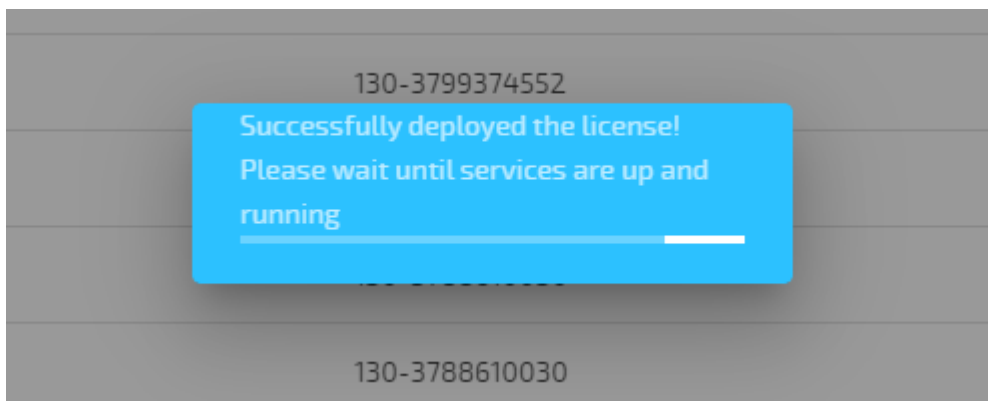 130-3799374552
Successfully deployed the license!
Please wait until services are up and
running
130-3788610030